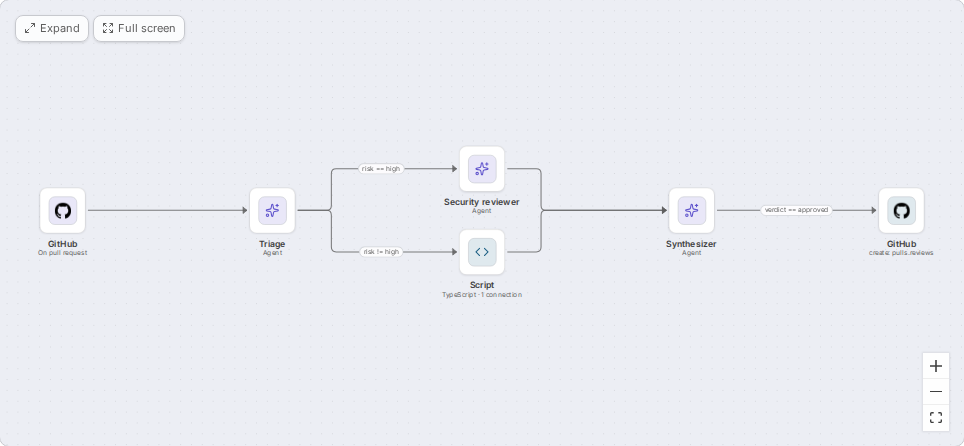 Expand
Full screen
risk == high
Security reviewer
Agent
GitHub
On pull request
Triage
Agent
risk != high
Script
TypeScript · 1 connection
Synthesizer
Agent
verdict == approved
GitHub
create: pulls.reviews